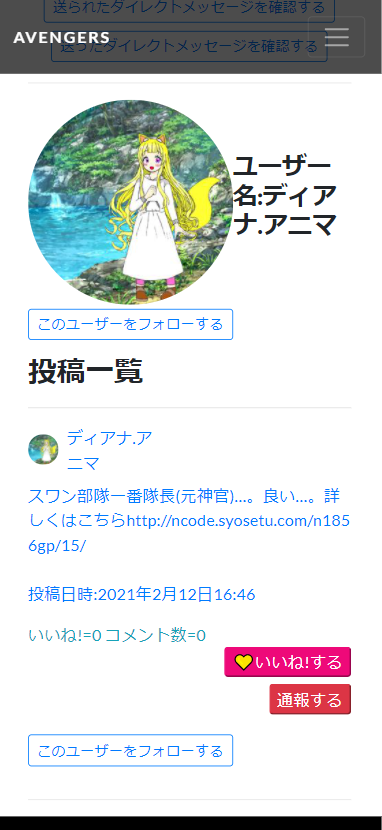 送られたダイレクトメッセージを確認する
AVENGERS
送ったダイレクトメッセージを確認する
ユーザー
名:ディア
ナ.アニマ
このユーザーをフォローする
投稿一覧
ディアナ.ア
ニマ
スワン部隊一番隊長(元神官)...。良い...。詳
しくはこちらhttp://ncode.syosetu.com/n185
6gp/15/
投稿日時:2021年2月12日16:46
いいね!=0 コメント数=0
💛いいね!する
通報する
このユーザーをフォローする